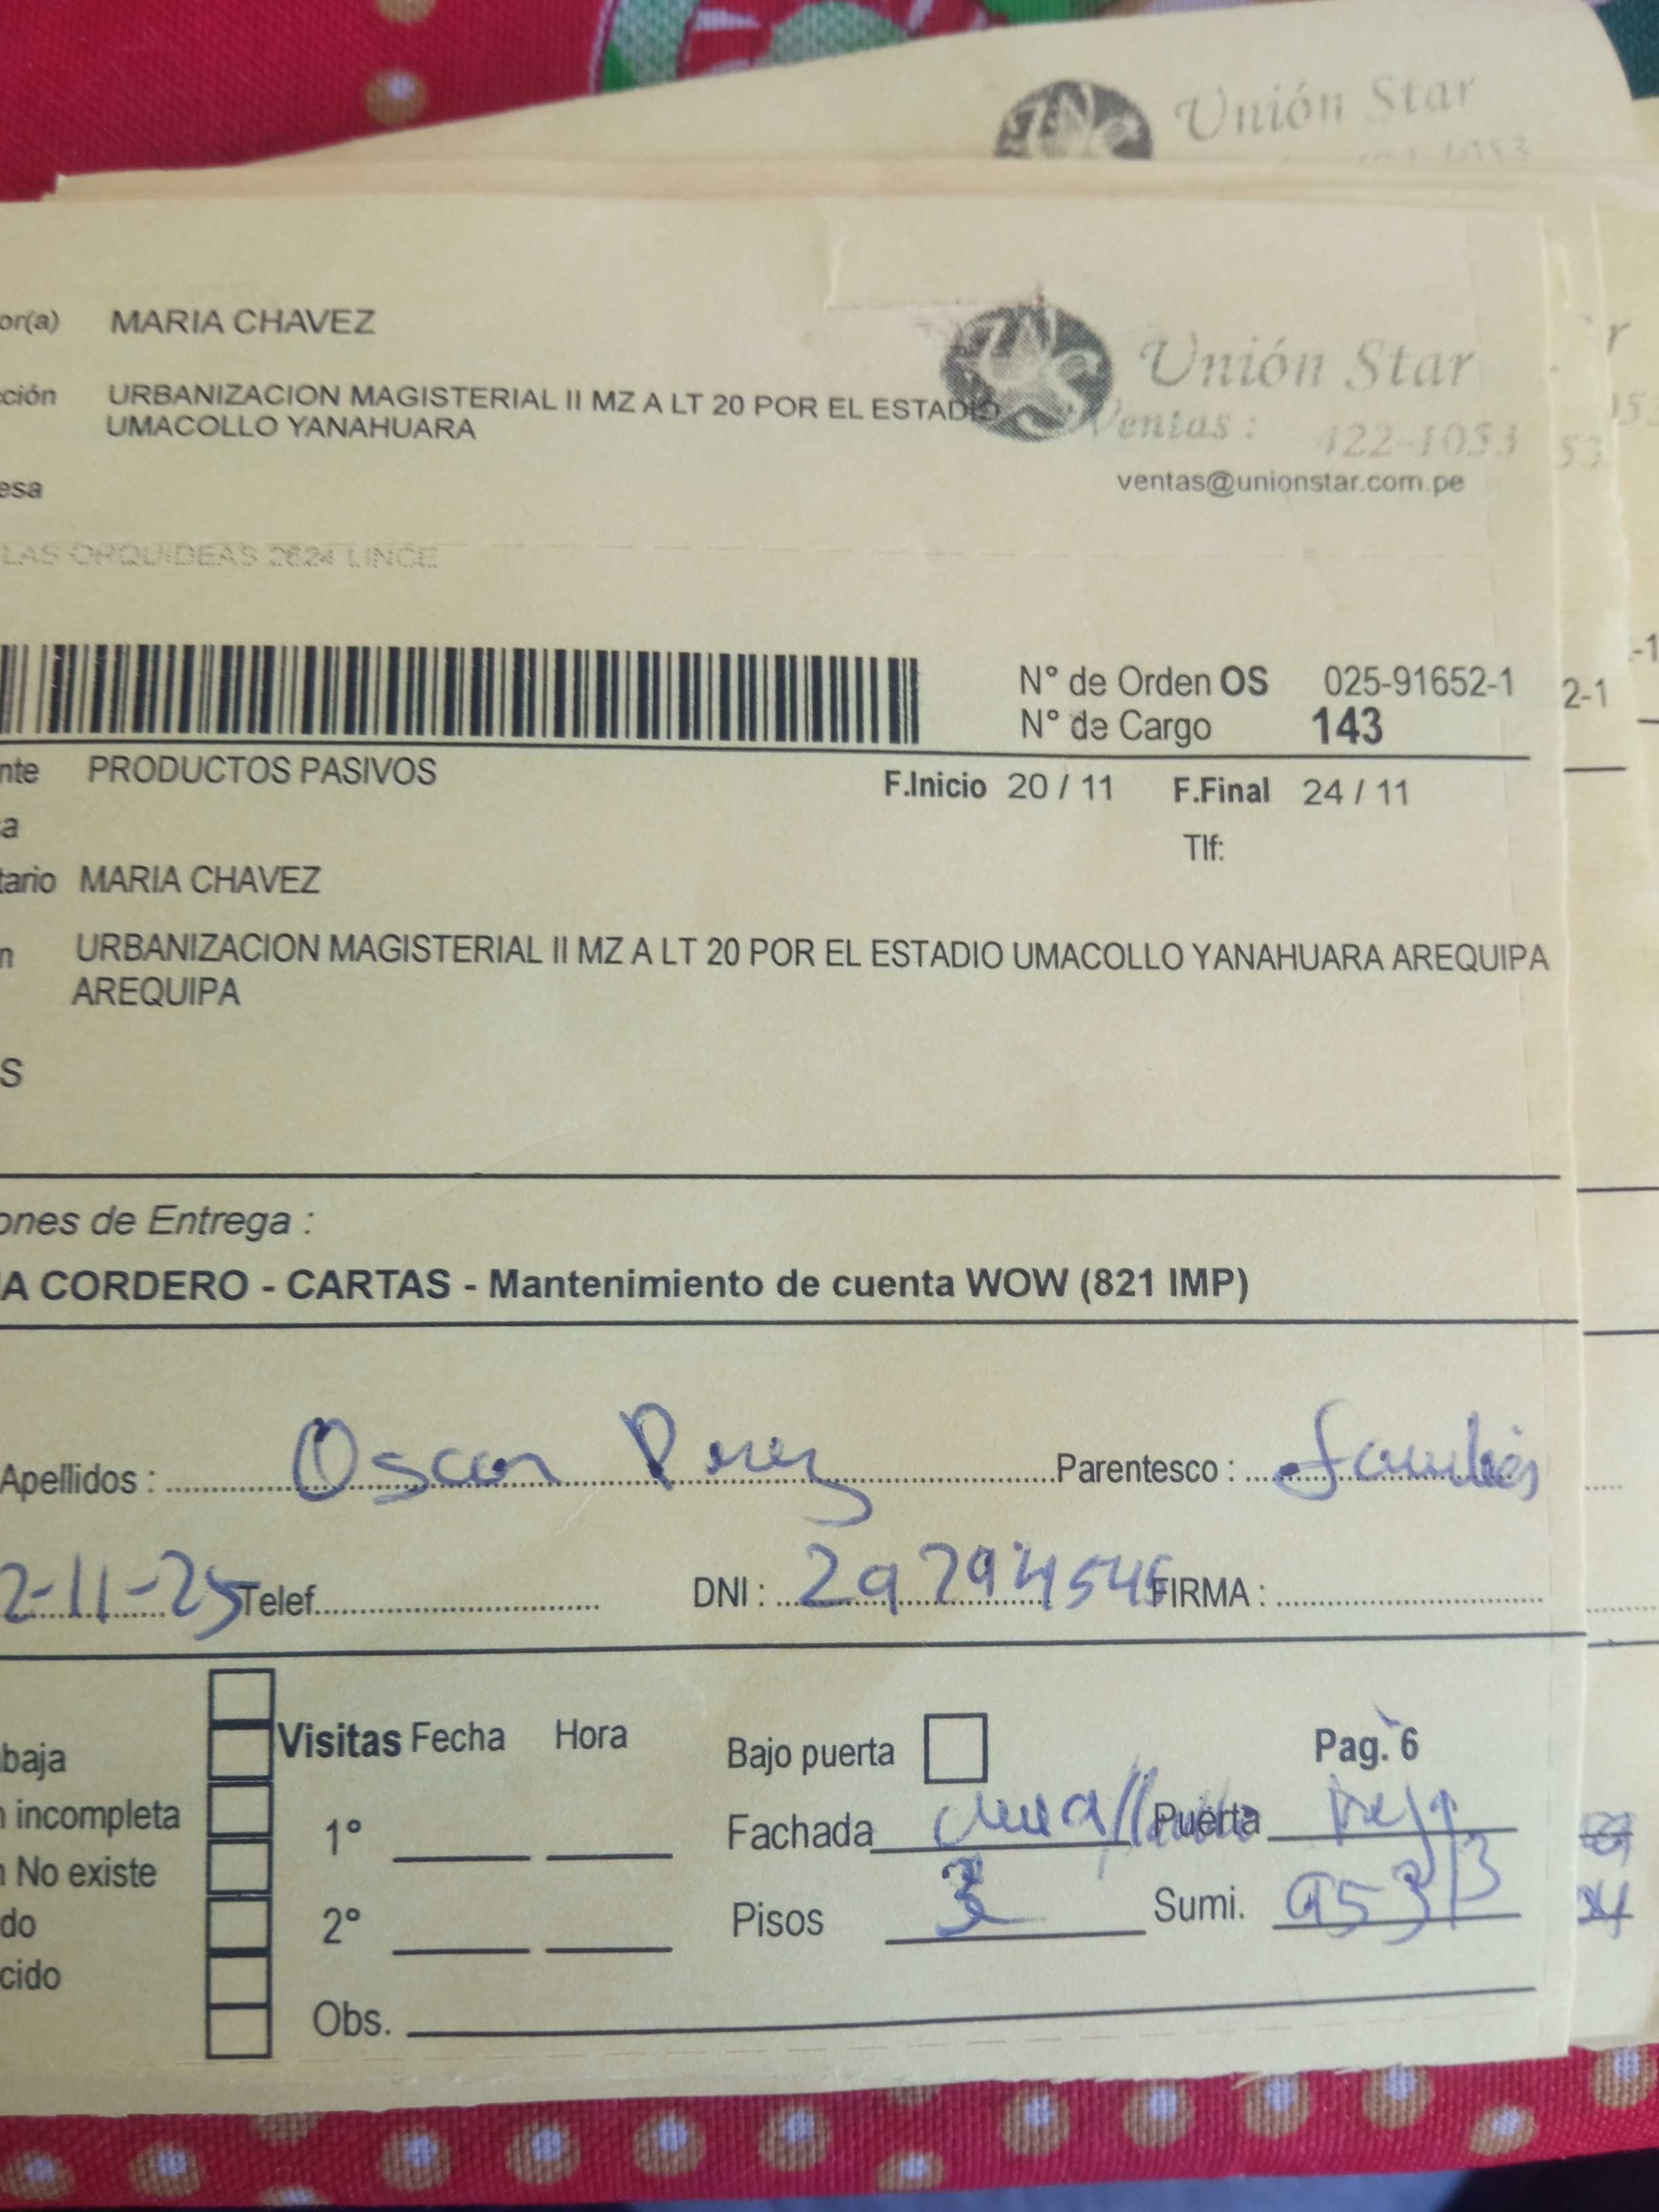 Unión Star
or(a) MARIA CHAVEZ
cción URBANIZACION MAGISTERIAL II MZ A LT 20 POR EL ESTADIO
UMACOLLO YANAHUARA
Unión Star
Ventas : 422-1053
ventas@unionstar.com.pe
esa
LAS ORQUIDEAS 2624 LINCE
N° de Orden OS 025-91652-1
N° de Cargo 143
2-1
-1
nte PRODUCTOS PASIVOS F.Inicio 20 / 11 F.Final 24 / 11
a
Tlf:
tario MARIA CHAVEZ
n URBANIZACION MAGISTERIAL II MZ A LT 20 POR EL ESTADIO UMACOLLO YANAHUARA AREQUIPA
AREQUIPA
S
ones de Entrega :
A CORDERO - CARTAS - Mantenimiento de cuenta WOW (821 IMP)
Apellidos : Oscar Perez Parentesco :
2-11-25 Telef. DNI : FIRMA :
Visitas Fecha Hora Bajo puerta Pag. 6
baja
n incompleta 1° Fachada Puerta
n No existe
do 2° Pisos 3 Sumi.
cido
Obs.